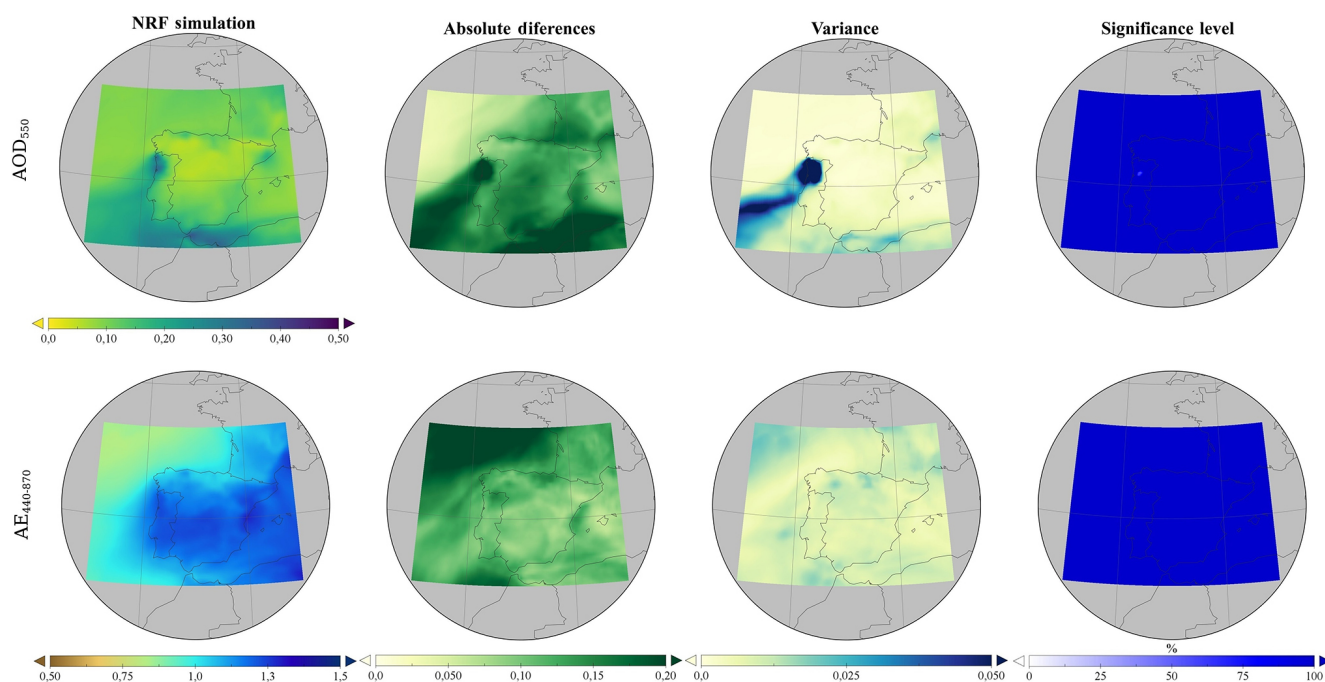 NRF simulation
Absolute diferences
Variance
Significance level
AOD550
0,0 0,10 0,20 0,30 0,40 0,50
AE440-870
%
0,50 0,75 1,0 1,3 1,5
0,0 0,050 0,10 0,15 0,20
0,0 0,025 0,050
0 25 50 75 100